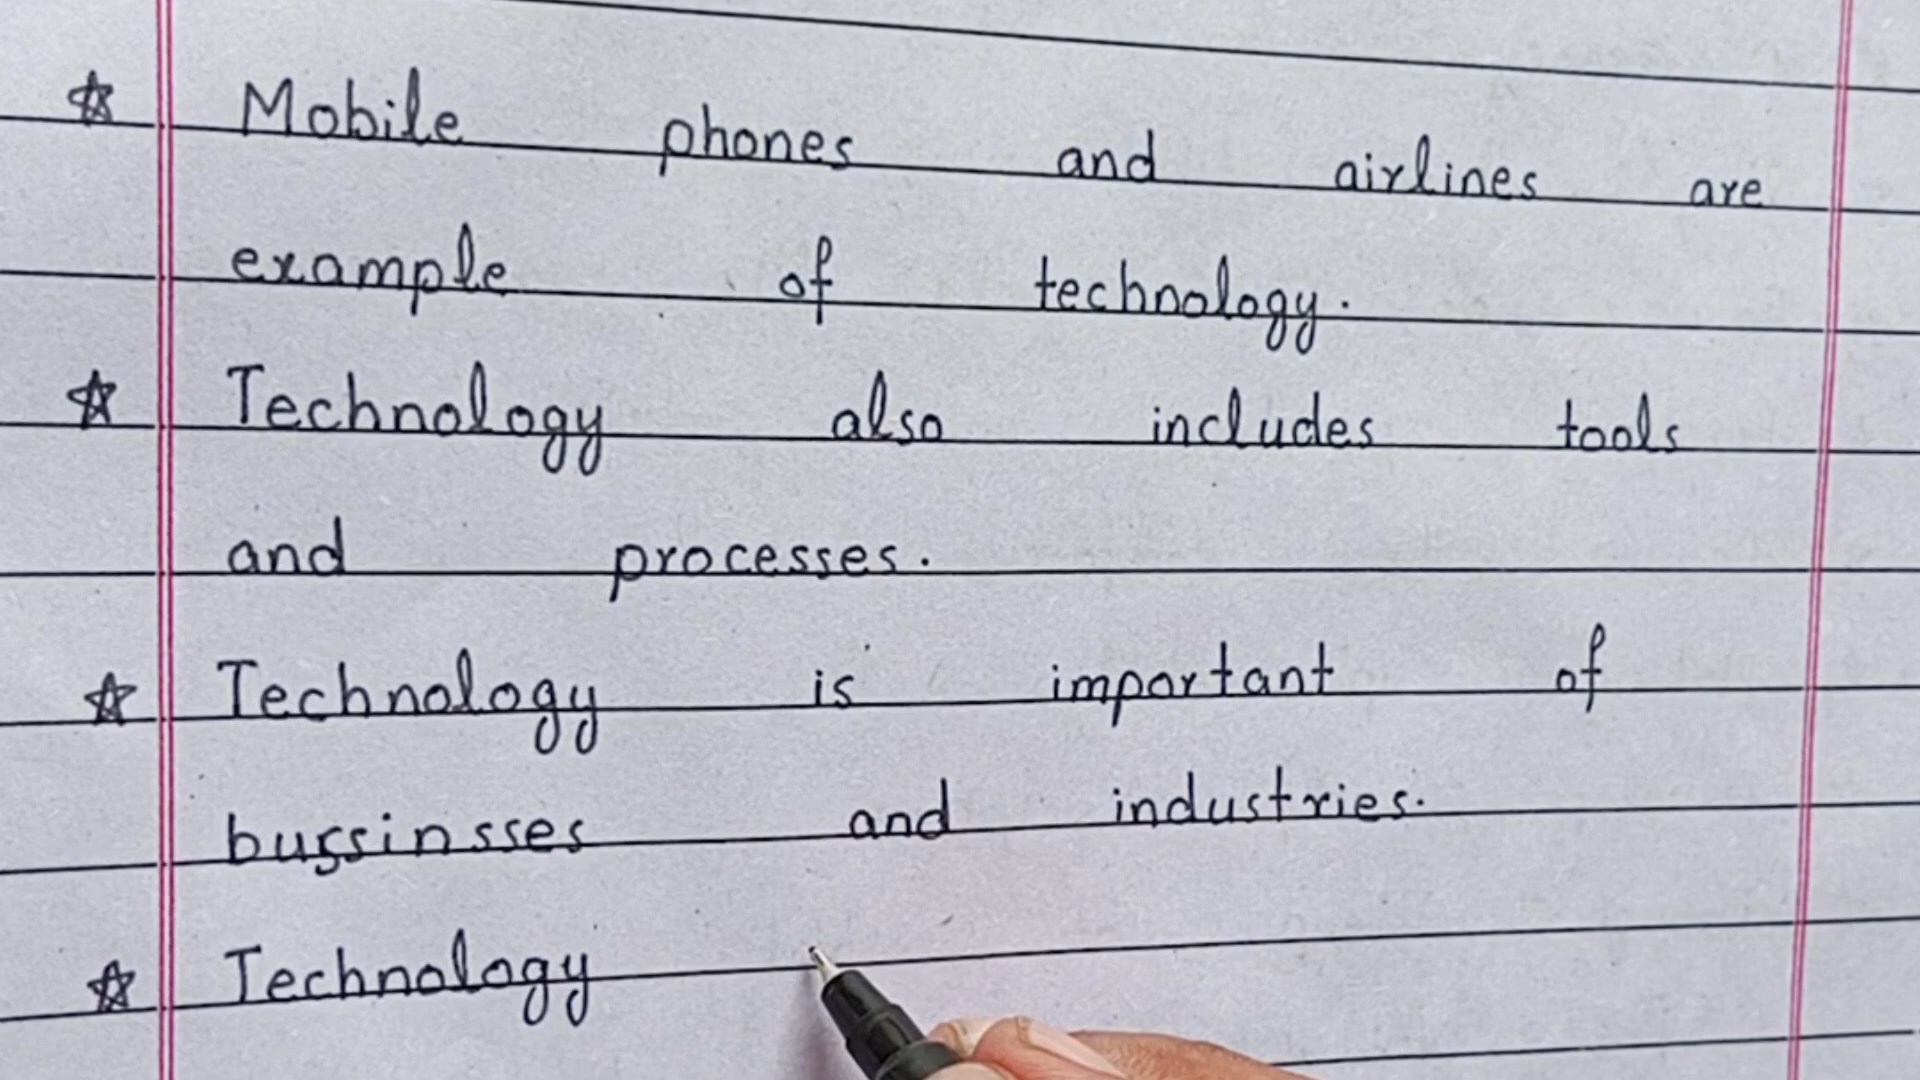 ☆ Mobile phones and airlines are
example of technology.
☆ Technology also includes tools
and processes.
☆ Technology is important of
bussinsses and industries.
☆ Technology